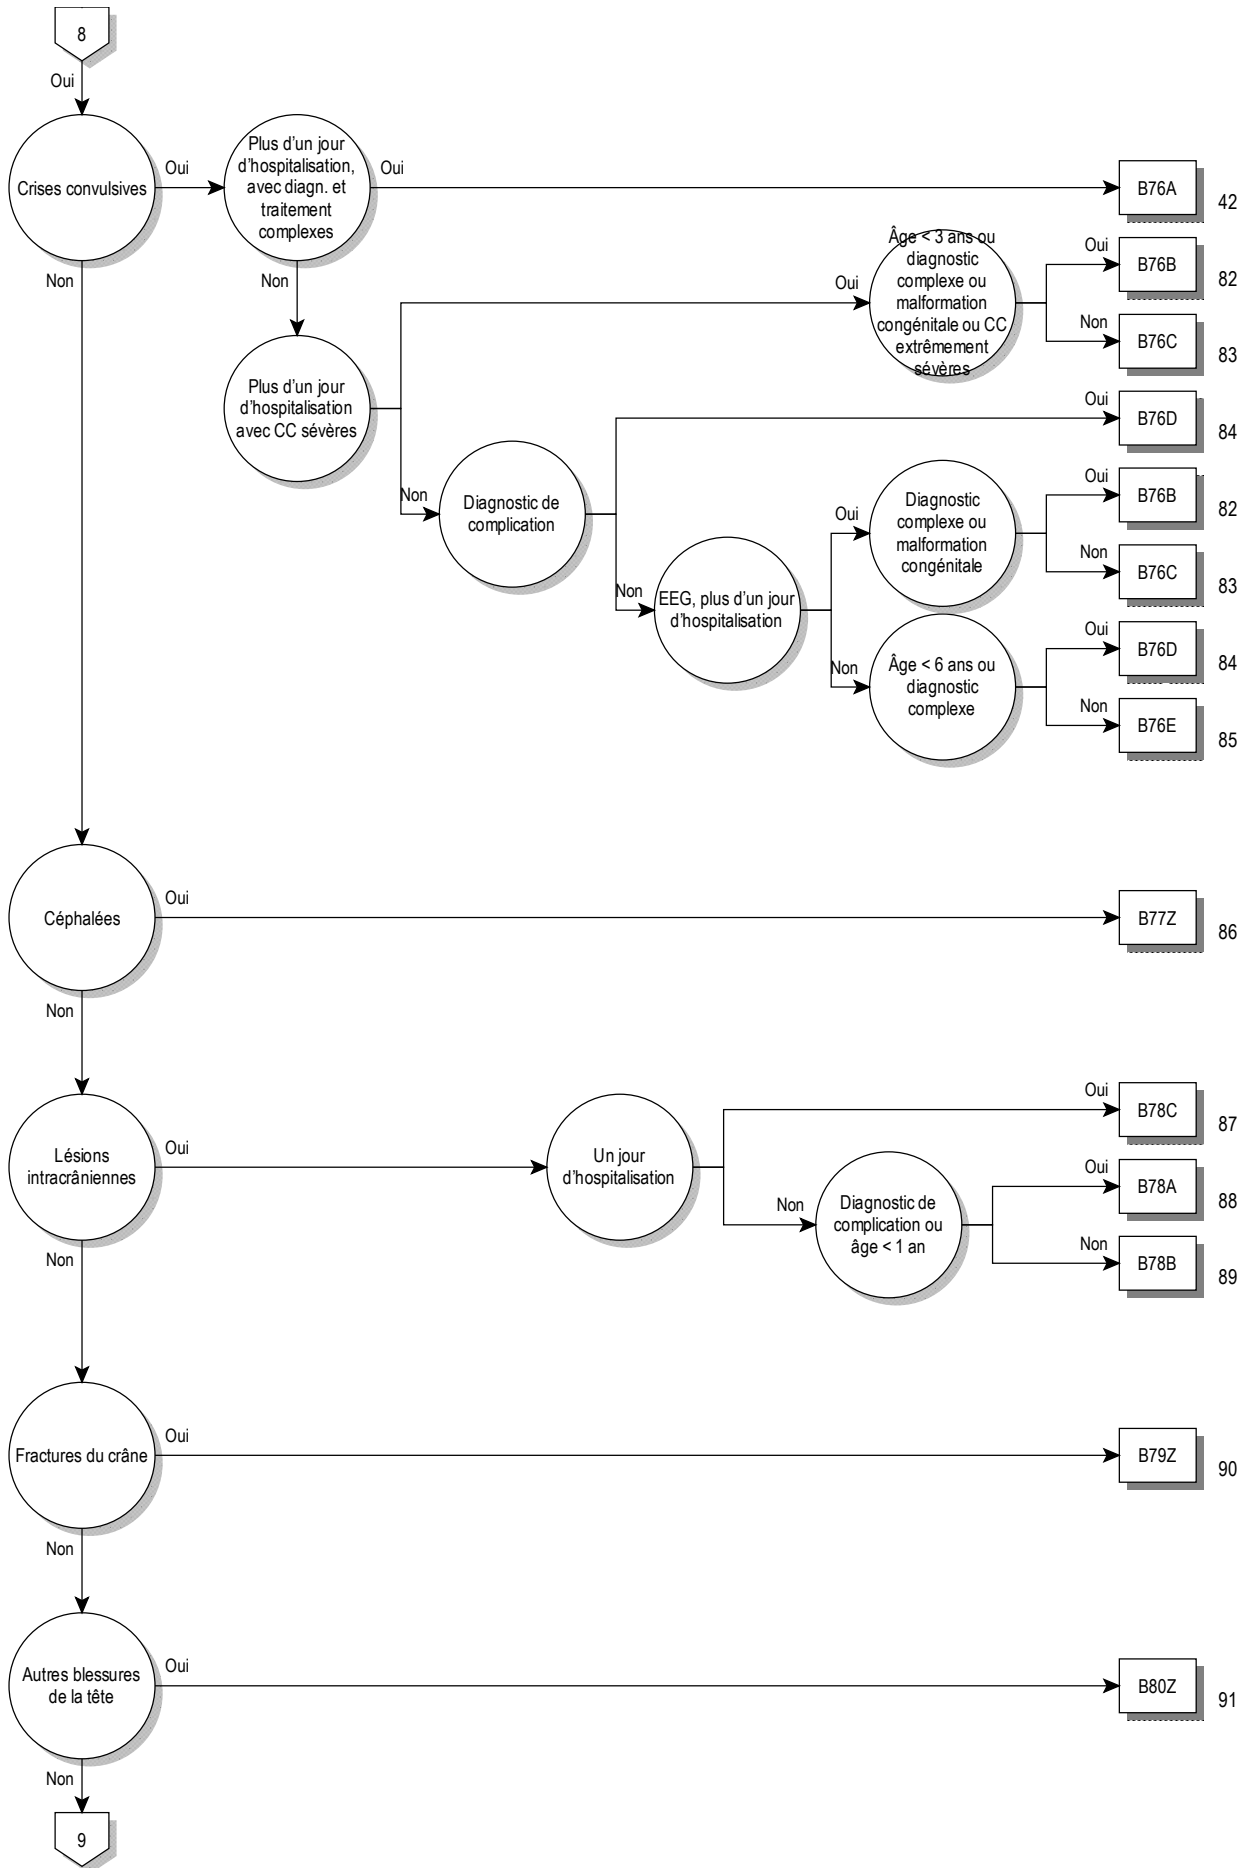 8
Oui
Crises convulsives
Oui
Plus d'un jour
d'hospitalisation,
avec diagn. et
traitement
complexes
Oui
B76A
42
Non
Non
Plus d'un jour
d'hospitalisation
avec CC sévères
Oui
Âge < 3 ans ou
diagnostic
complexe ou
malformation
congénitale ou CC
extrêmement
sévères
Oui
B76B
82
Non
B76C
83
Non
Diagnostic de
complication
Oui
B76D
84
Non
EEG, plus d'un jour
d'hospitalisation
Oui
Diagnostic
complexe ou
malformation
congénitale
Oui
B76B
82
Non
B76C
83
Non
Âge < 6 ans ou
diagnostic
complexe
Oui
B76D
84
Non
B76E
85
Céphalées
Oui
B77Z
86
Non
Lésions
intracrâniennes
Oui
Un jour
d'hospitalisation
Oui
B78C
87
Non
Diagnostic de
complication ou
âge < 1 an
Oui
B78A
88
Non
B78B
89
Non
Fractures du crâne
Oui
B79Z
90
Non
Autres blessures
de la tête
Oui
B80Z
91
Non
9